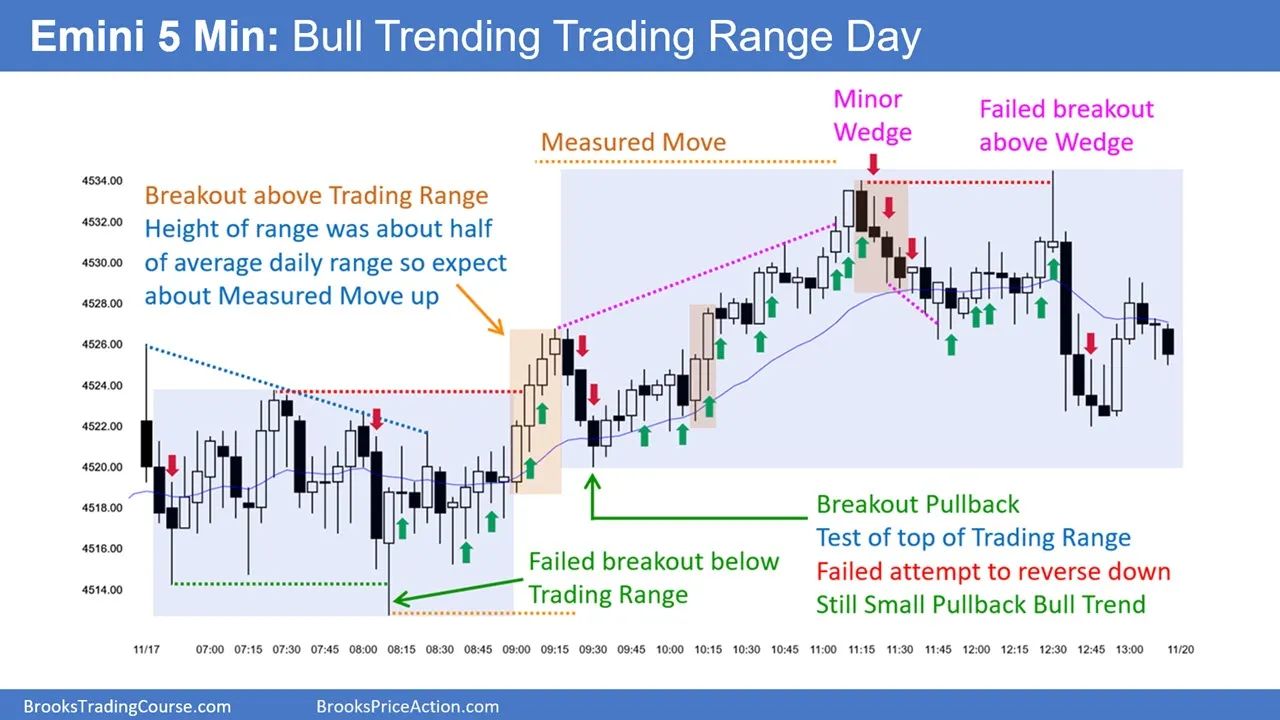 Emini 5 Min: Bull Trending Trading Range Day
Minor
Wedge
Failed breakout
above Wedge
Measured Move
Breakout above Trading Range
Height of range was about half
of average daily range so expect
about Measured Move up
4534.00
4532.00
4530.00
4528.00
4526.00
4524.00
4522.00
4520.00
4518.00
4516.00
4514.00
Breakout Pullback
Test of top of Trading Range
Failed attempt to reverse down
Still Small Pullback Bull Trend
Failed breakout below
Trading Range
11/17 07:00 07:15 07:30 07:45 08:00 08:15 08:30 08:45 09:00 09:15 09:30 09:45 10:00 10:15 10:30 10:45 11:00 11:15 11:30 11:45 12:00 12:15 12:30 12:45 13:00 11/20
BrooksTradingCourse.com BrooksPriceAction.com